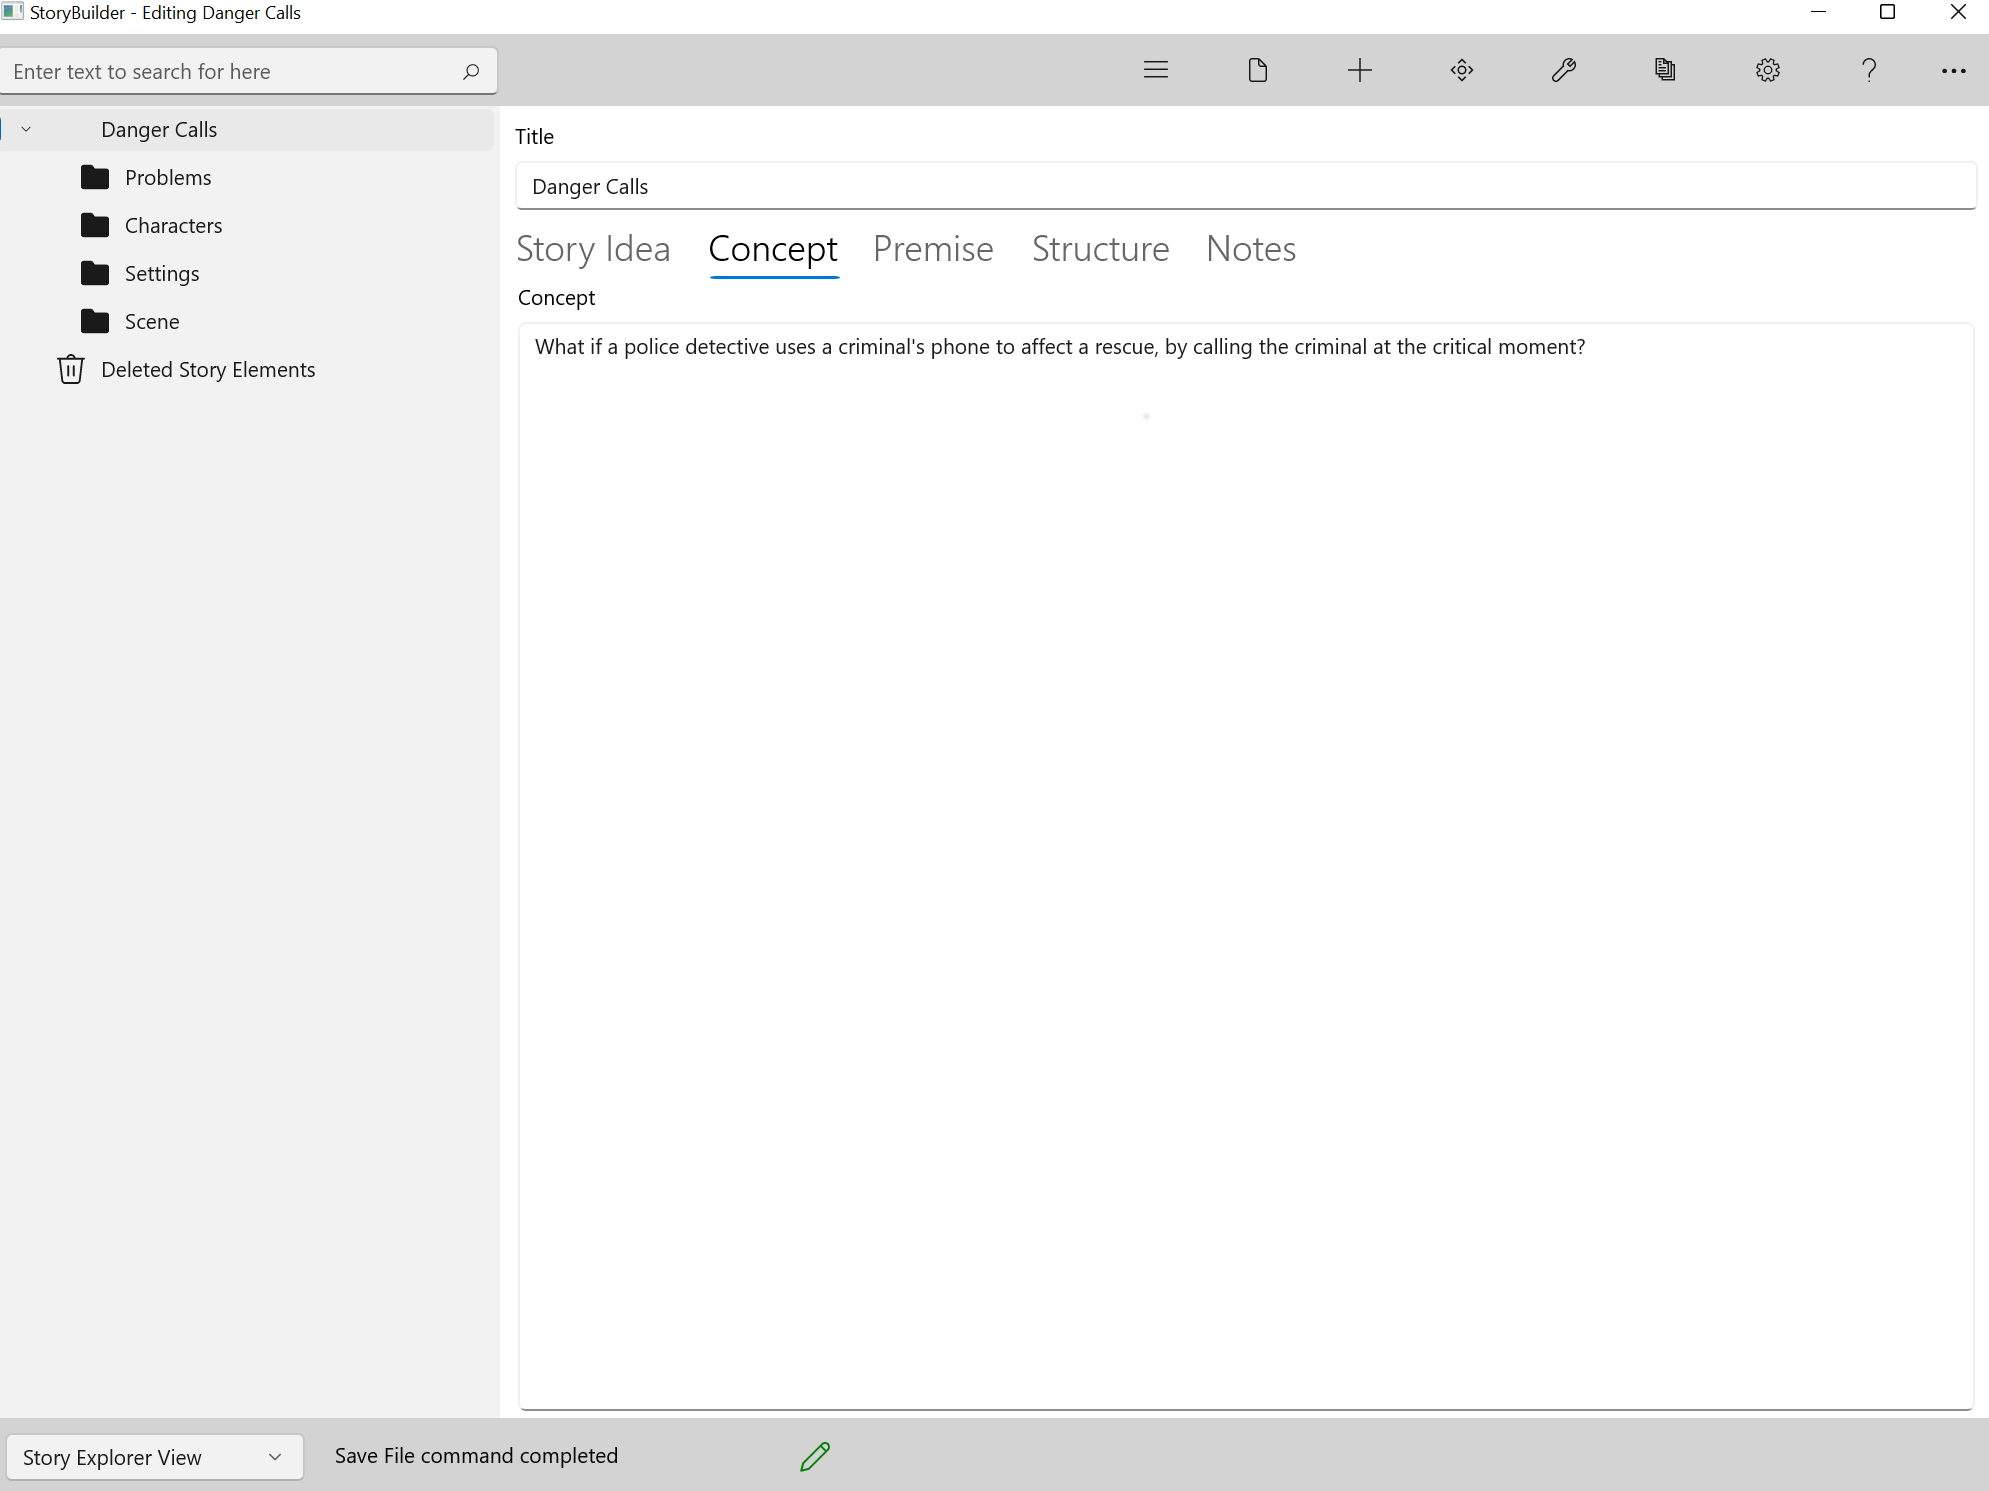 StoryBuilder - Editing Danger Calls
Enter text to search for here
Danger Calls
Problems
Characters
Settings
Scene
Deleted Story Elements
Title
Danger Calls
Story Idea Concept Premise Structure Notes
Concept
What if a police detective uses a criminal's phone to affect a rescue, by calling the criminal at the critical moment?
Story Explorer View
Save File command completed